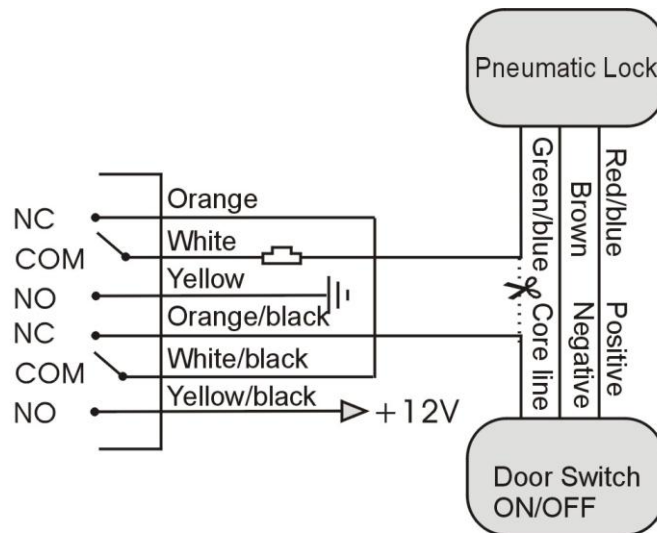 Pneumatic Lock
Green/blue
Brown
Red/blue
NC
Orange
COM
White
NO
Yellow
NC
Orange/black
COM
White/black
NO
Yellow/black
+12V
Core line
Negative
Positive
Door Switch
ON/OFF